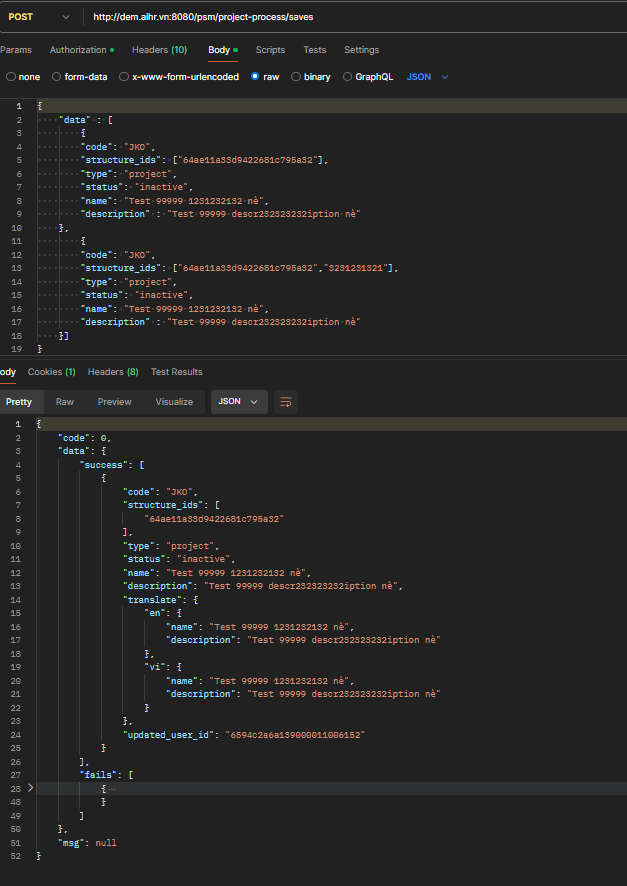 POST http://dem.aihr.vn:8080/psm/project-process/saves
Params Authorization Headers (10) Body Scripts Tests Settings
none form-data x-www-form-urlencoded raw binary GraphQL JSON
1 {
2 "data" : [
3 {
4 "code": "JKO",
5 "structure_ids": ["64ae11a33d9422681c795a32"],
6 "type": "project",
7 "status": "inactive",
8 "name": "Test 99999 1231232132 nè",
9 "description" : "Test 99999 descr232323232iption nè"
10 },
11 {
12 "code": "JKO",
13 "structure_ids": ["64ae11a33d9422681c795a32","3231231321"],
14 "type": "project",
15 "status": "inactive",
16 "name": "Test 99999 1231232132 nè",
17 "description" : "Test 99999 descr232323232iption nè"
18 }]
19 }
ody Cookies (1) Headers (8) Test Results
Pretty Raw Preview Visualize JSON
1 {
2 "code": 0,
3 "data": {
4 "success": [
5 {
6 "code": "JKO",
7 "structure_ids": [
8 "64ae11a33d9422681c795a32"
9 ],
10 "type": "project",
11 "status": "inactive",
12 "name": "Test 99999 1231232132 nè",
13 "description": "Test 99999 descr232323232iption nè",
14 "translate": {
15 "en": {
16 "name": "Test 99999 1231232132 nè",
17 "description": "Test 99999 descr232323232iption nè"
18 },
19 "vi": {
20 "name": "Test 99999 1231232132 nè",
21 "description": "Test 99999 descr232323232iption nè"
22 }
23 },
24 "updated_user_id": "6594c2a6a139000011006152"
25 }
26 ],
27 "fails": [
28 { ...
48 }
49 ]
50 },
51 "msg": null
52 }